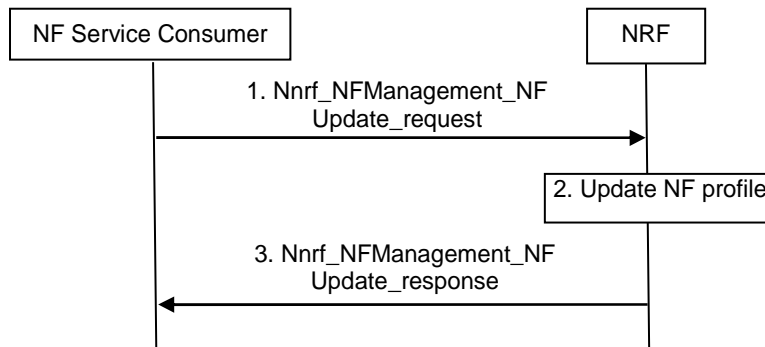 NF Service Consumer
NRF
1. Nnrf_NFManagement_NF
Update_request
2. Update NF profile
3. Nnrf_NFManagement_NF
Update_response